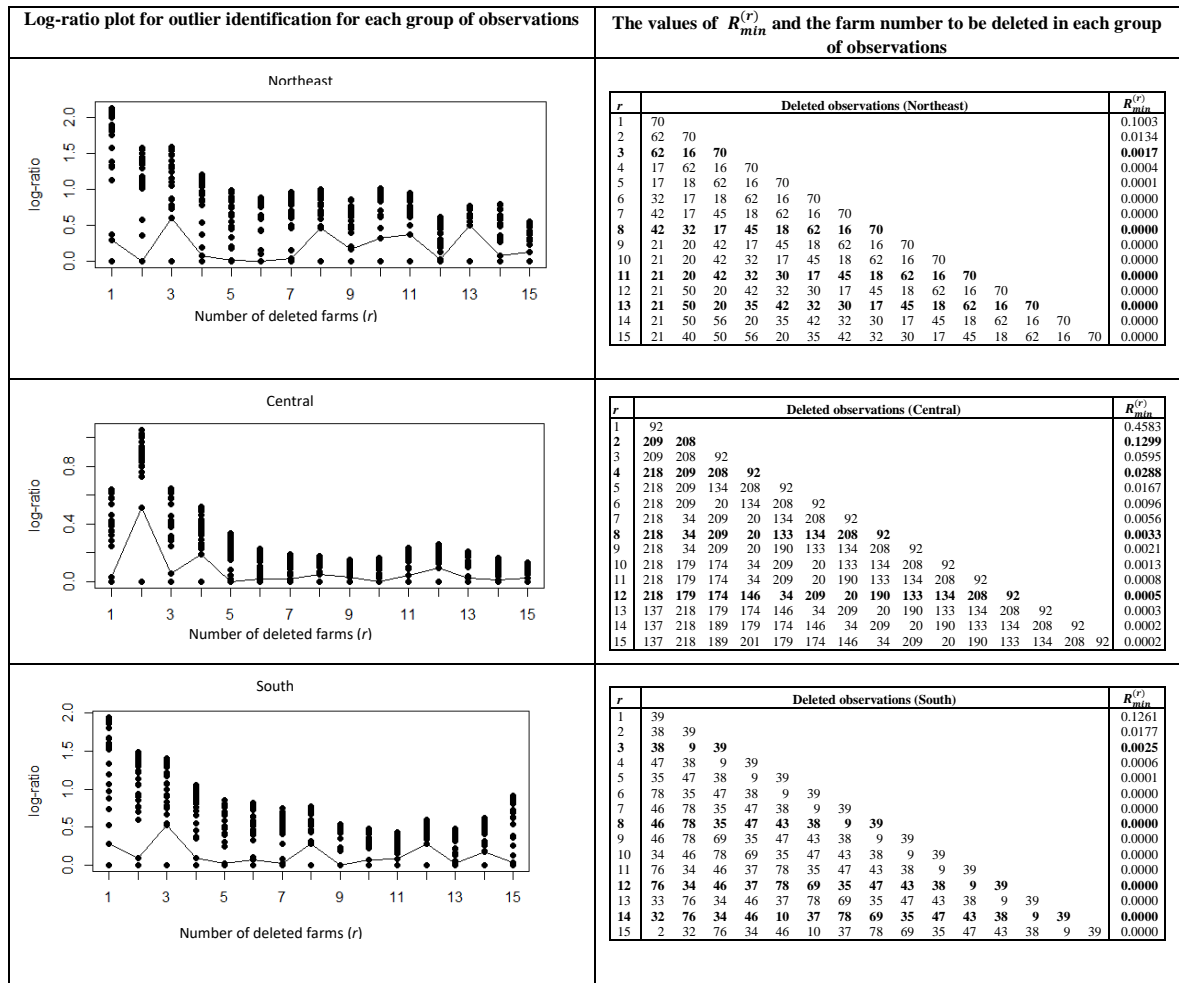 Log-ratio plot for outlier identification for each group of observations
The values of R_min^(r) and the farm number to be deleted in each group
of observations
Northeast
log-ratio
2.0
1.5
1.0
0.5
0.0
1 3 5 7 9 11 13 15
Number of deleted farms (r)
r Deleted observations (Northeast) R_min^(r)
1 70 0.1003
2 62 70 0.0134
3 62 16 70 0.0017
4 17 62 16 70 0.0004
5 17 18 62 16 70 0.0001
6 32 17 18 62 16 70 0.0000
7 42 17 45 18 62 16 70 0.0000
8 42 32 17 45 18 62 16 70 0.0000
9 21 20 42 17 45 18 62 16 70 0.0000
10 21 20 42 32 17 45 18 62 16 70 0.0000
11 21 20 42 32 30 17 45 18 62 16 70 0.0000
12 21 50 20 42 32 30 17 45 18 62 16 70 0.0000
13 21 50 20 35 42 32 30 17 45 18 62 16 70 0.0000
14 21 50 56 20 35 42 32 30 17 45 18 62 16 70 0.0000
15 21 40 50 56 20 35 42 32 30 17 45 18 62 16 70 0.0000
Central
log-ratio
0.8
0.4
0.0
1 3 5 7 9 11 13 15
Number of deleted farms (r)
r Deleted observations (Central) R_min^(r)
1 92 0.4583
2 209 208 0.1299
3 209 208 92 0.0595
4 218 209 208 92 0.0288
5 218 209 134 208 92 0.0167
6 218 209 20 134 208 92 0.0096
7 218 34 209 20 134 208 92 0.0056
8 218 34 209 20 133 134 208 92 0.0033
9 218 34 209 20 190 133 134 208 92 0.0021
10 218 179 174 34 209 20 133 134 208 92 0.0013
11 218 179 174 34 209 20 190 133 134 208 92 0.0008
12 218 179 174 146 34 209 20 190 133 134 208 92 0.0005
13 137 218 179 174 146 34 209 20 190 133 134 208 92 0.0003
14 137 218 189 179 174 146 34 209 20 190 133 134 208 92 0.0002
15 137 218 189 201 179 174 146 34 209 20 190 133 134 208 92 0.0002
South
log-ratio
2.0
1.5
1.0
0.5
0.0
1 3 5 7 9 11 13 15
Number of deleted farms (r)
r Deleted observations (South) R_min^(r)
1 39 0.1261
2 38 39 0.0177
3 38 9 39 0.0025
4 47 38 9 39 0.0006
5 35 47 38 9 39 0.0001
6 78 35 47 38 9 39 0.0000
7 46 78 35 47 38 9 39 0.0000
8 46 78 35 47 43 38 9 39 0.0000
9 46 78 69 35 47 43 38 9 39 0.0000
10 34 46 78 69 35 47 43 38 9 39 0.0000
11 76 34 46 37 78 35 47 43 38 9 39 0.0000
12 76 34 46 37 78 69 35 47 43 38 9 39 0.0000
13 33 76 34 46 37 78 69 35 47 43 38 9 39 0.0000
14 32 76 34 46 10 37 78 69 35 47 43 38 9 39 0.0000
15 2 32 76 34 46 10 37 78 69 35 47 43 38 9 39 0.0000